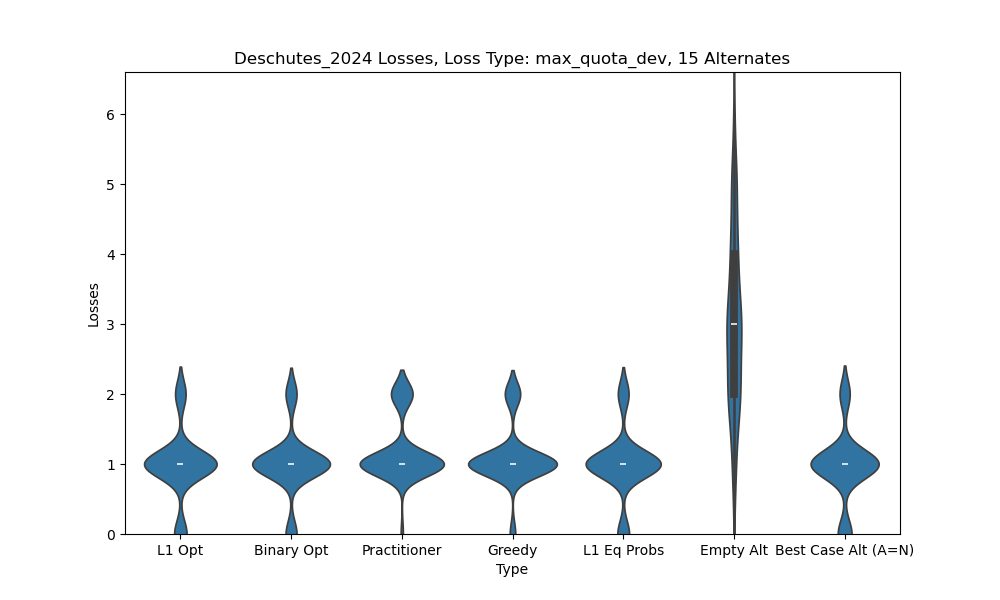 Deschutes_2024 Losses, Loss Type: max_quota_dev, 15 Alternates
Losses
6
5
4
3
2
1
0
L1 Opt
Binary Opt
Practitioner
Greedy
L1 Eq Probs
Empty Alt
Best Case Alt (A=N)
Type